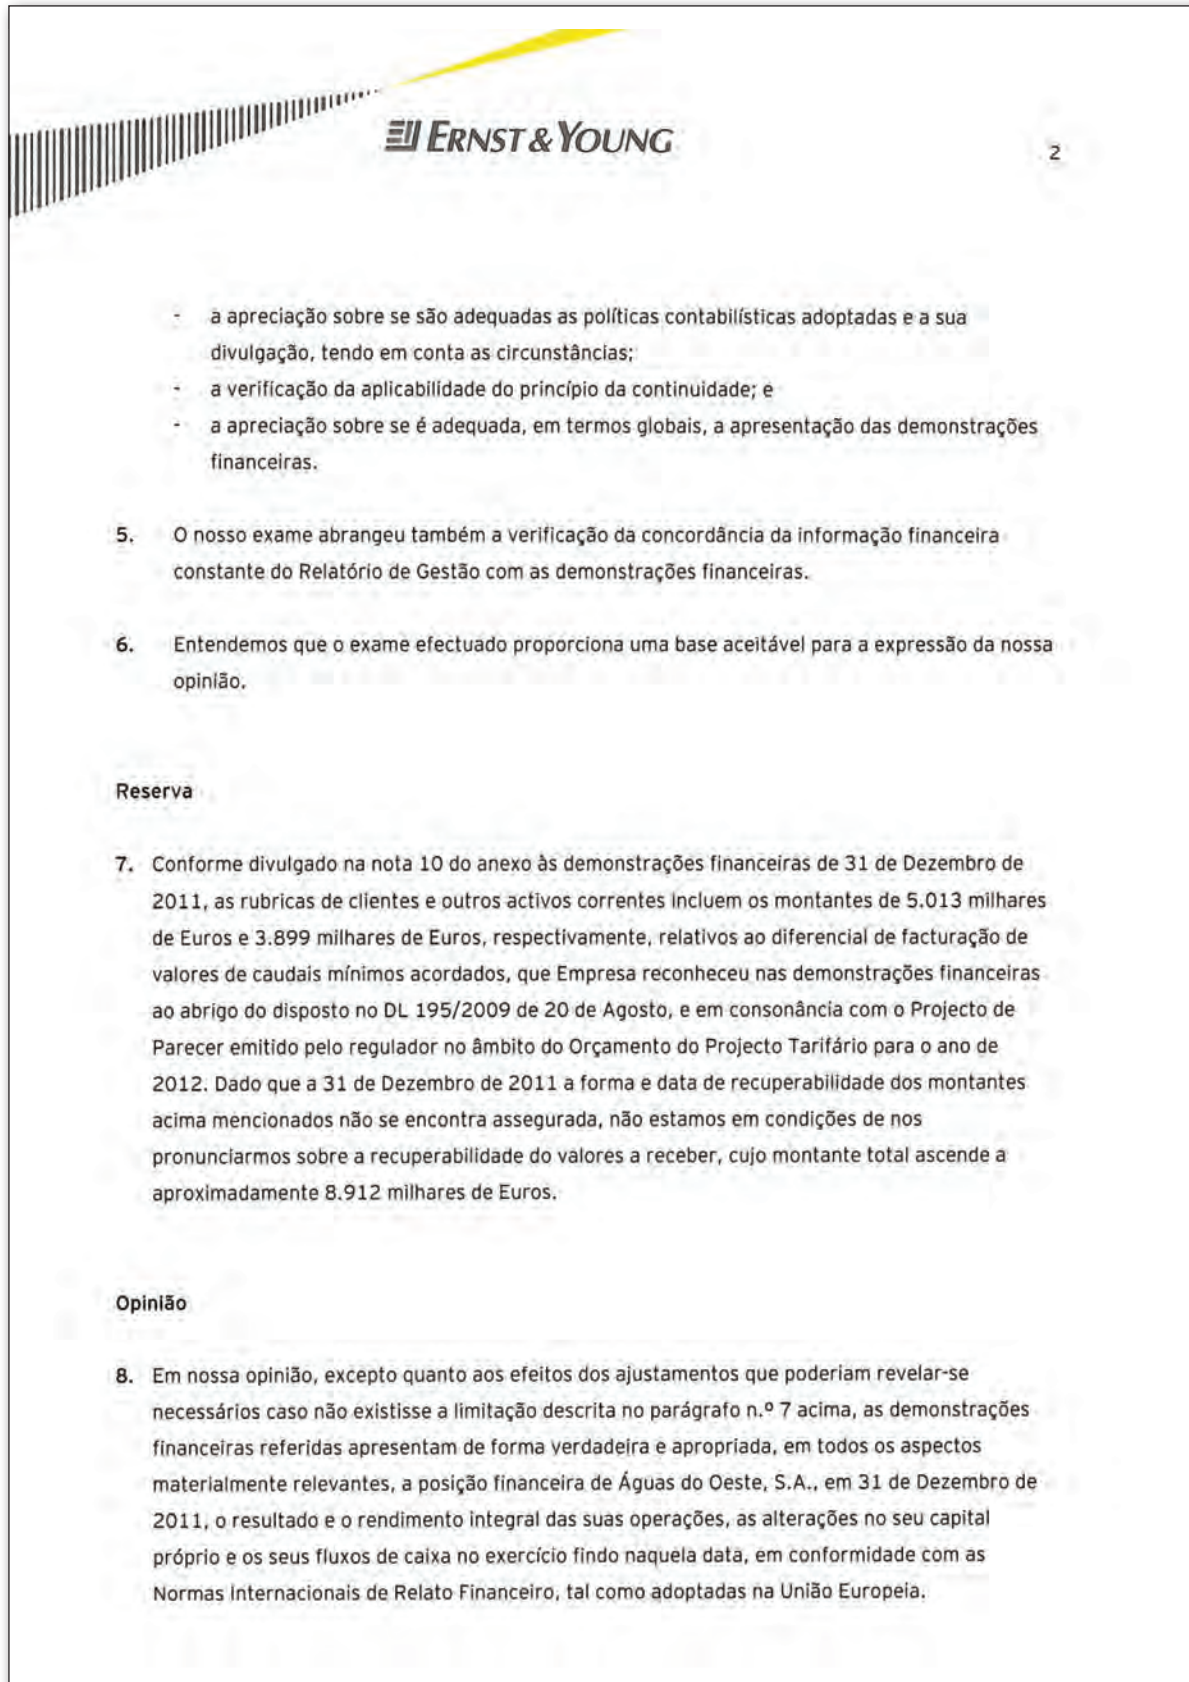 ERNST & YOUNG
2
- a apreciação sobre se são adequadas as políticas contabilísticas adoptadas e a sua
divulgação, tendo em conta as circunstâncias;
- a verificação da aplicabilidade do princípio da continuidade; e
- a apreciação sobre se é adequada, em termos globais, a apresentação das demonstrações
financeiras.
5. O nosso exame abrangeu também a verificação da concordância da informação financeira
constante do Relatório de Gestão com as demonstrações financeiras.
6. Entendemos que o exame efectuado proporciona uma base aceitável para a expressão da nossa
opinião.
Reserva
7. Conforme divulgado na nota 10 do anexo às demonstrações financeiras de 31 de Dezembro de
2011, as rubricas de clientes e outros activos correntes incluem os montantes de 5.013 milhares
de Euros e 3.899 milhares de Euros, respectivamente, relativos ao diferencial de facturação de
valores de caudais mínimos acordados, que Empresa reconheceu nas demonstrações financeiras
ao abrigo do disposto no DL 195/2009 de 20 de Agosto, e em consonância com o Projecto de
Parecer emitido pelo regulador no âmbito do Orçamento do Projecto Tarifário para o ano de
2012. Dado que a 31 de Dezembro de 2011 a forma e data de recuperabilidade dos montantes
acima mencionados não se encontra assegurada, não estamos em condições de nos
pronunciarmos sobre a recuperabilidade do valores a receber, cujo montante total ascende a
aproximadamente 8.912 milhares de Euros.
Opinião
8. Em nossa opinião, excepto quanto aos efeitos dos ajustamentos que poderiam revelar-se
necessários caso não existisse a limitação descrita no parágrafo n.º 7 acima, as demonstrações
financeiras referidas apresentam de forma verdadeira e apropriada, em todos os aspectos
materialmente relevantes, a posição financeira de Águas do Oeste, S.A., em 31 de Dezembro de
2011, o resultado e o rendimento integral das suas operações, as alterações no seu capital
próprio e os seus fluxos de caixa no exercício findo naquela data, em conformidade com as
Normas Internacionais de Relato Financeiro, tal como adoptadas na União Europeia.